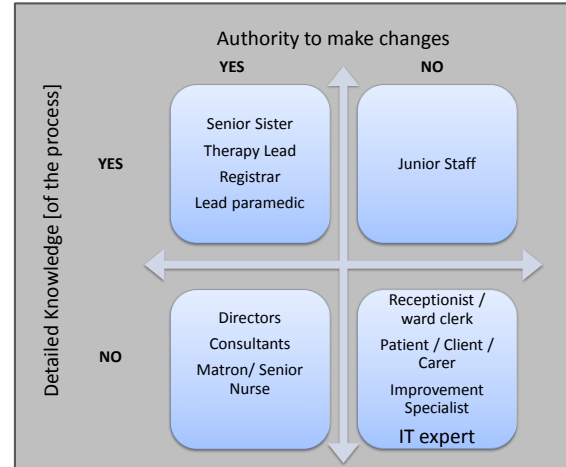 Authority to make changes
YES
NO
Detailed Knowledge [of the process]
YES
Senior Sister
Therapy Lead
Registrar
Lead paramedic
Junior Staff
NO
Directors
Consultants
Matron/ Senior
Nurse
Receptionist /
ward clerk
Patient / Client /
Carer
Improvement
Specialist
IT expert